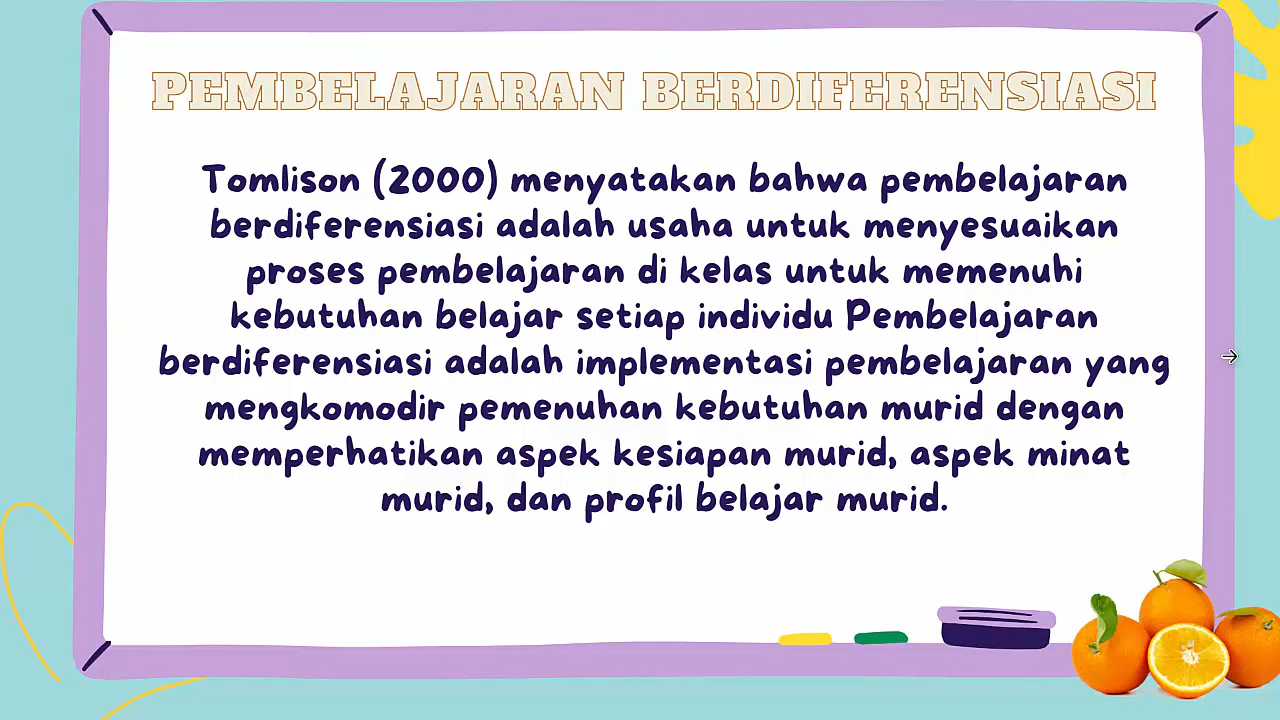 PEMBELAJARAN BERDIFERENSIASI
Tomlison (2000) menyatakan bahwa pembelajaran
berdiferensiasi adalah usaha untuk menyesuaikan
proses pembelajaran di kelas untuk memenuhi
kebutuhan belajar setiap individu Pembelajaran
berdiferensiasi adalah implementasi pembelajaran yang
mengkomodir pemenuhan kebutuhan murid dengan
memperhatikan aspek kesiapan murid, aspek minat
murid, dan profil belajar murid.